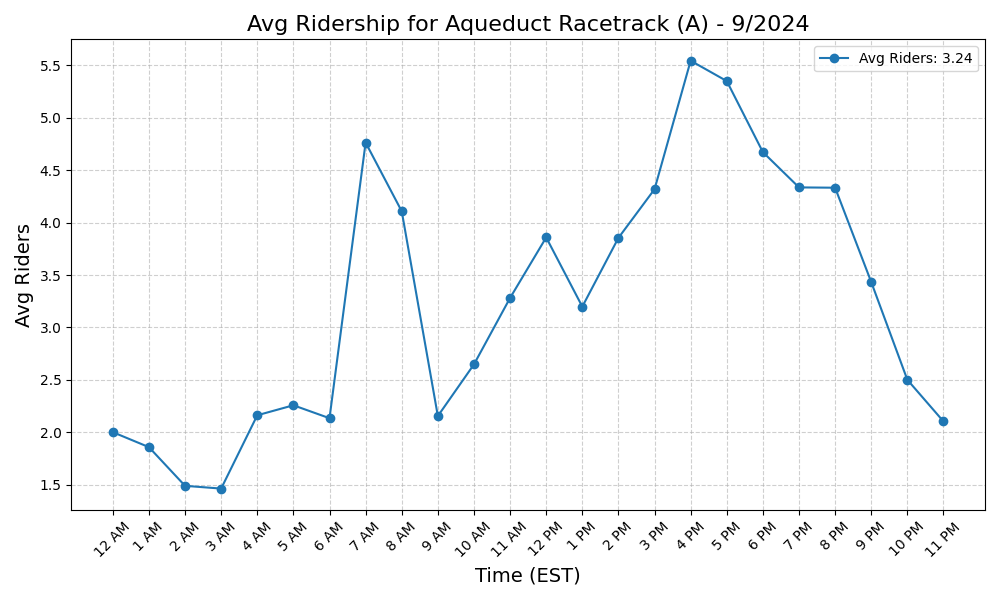 Avg Ridership for Aqueduct Racetrack (A) - 9/2024
Avg Riders: 3.24
Avg Riders
5.5
5.0
4.5
4.0
3.5
3.0
2.5
2.0
1.5
12 AM
1 AM
2 AM
3 AM
4 AM
5 AM
6 AM
7 AM
8 AM
9 AM
10 AM
11 AM
12 PM
1 PM
2 PM
3 PM
4 PM
5 PM
6 PM
7 PM
8 PM
9 PM
10 PM
11 PM
Time (EST)